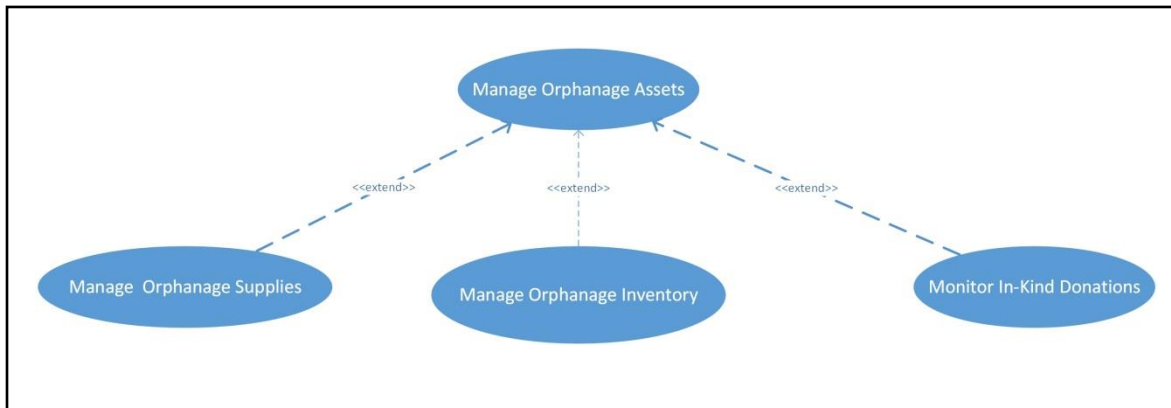 Manage Orphanage Assets
<<extend>>
<<extend>>
<<extend>>
Manage  Orphanage Supplies
Manage Orphanage Inventory
Monitor In-Kind Donations